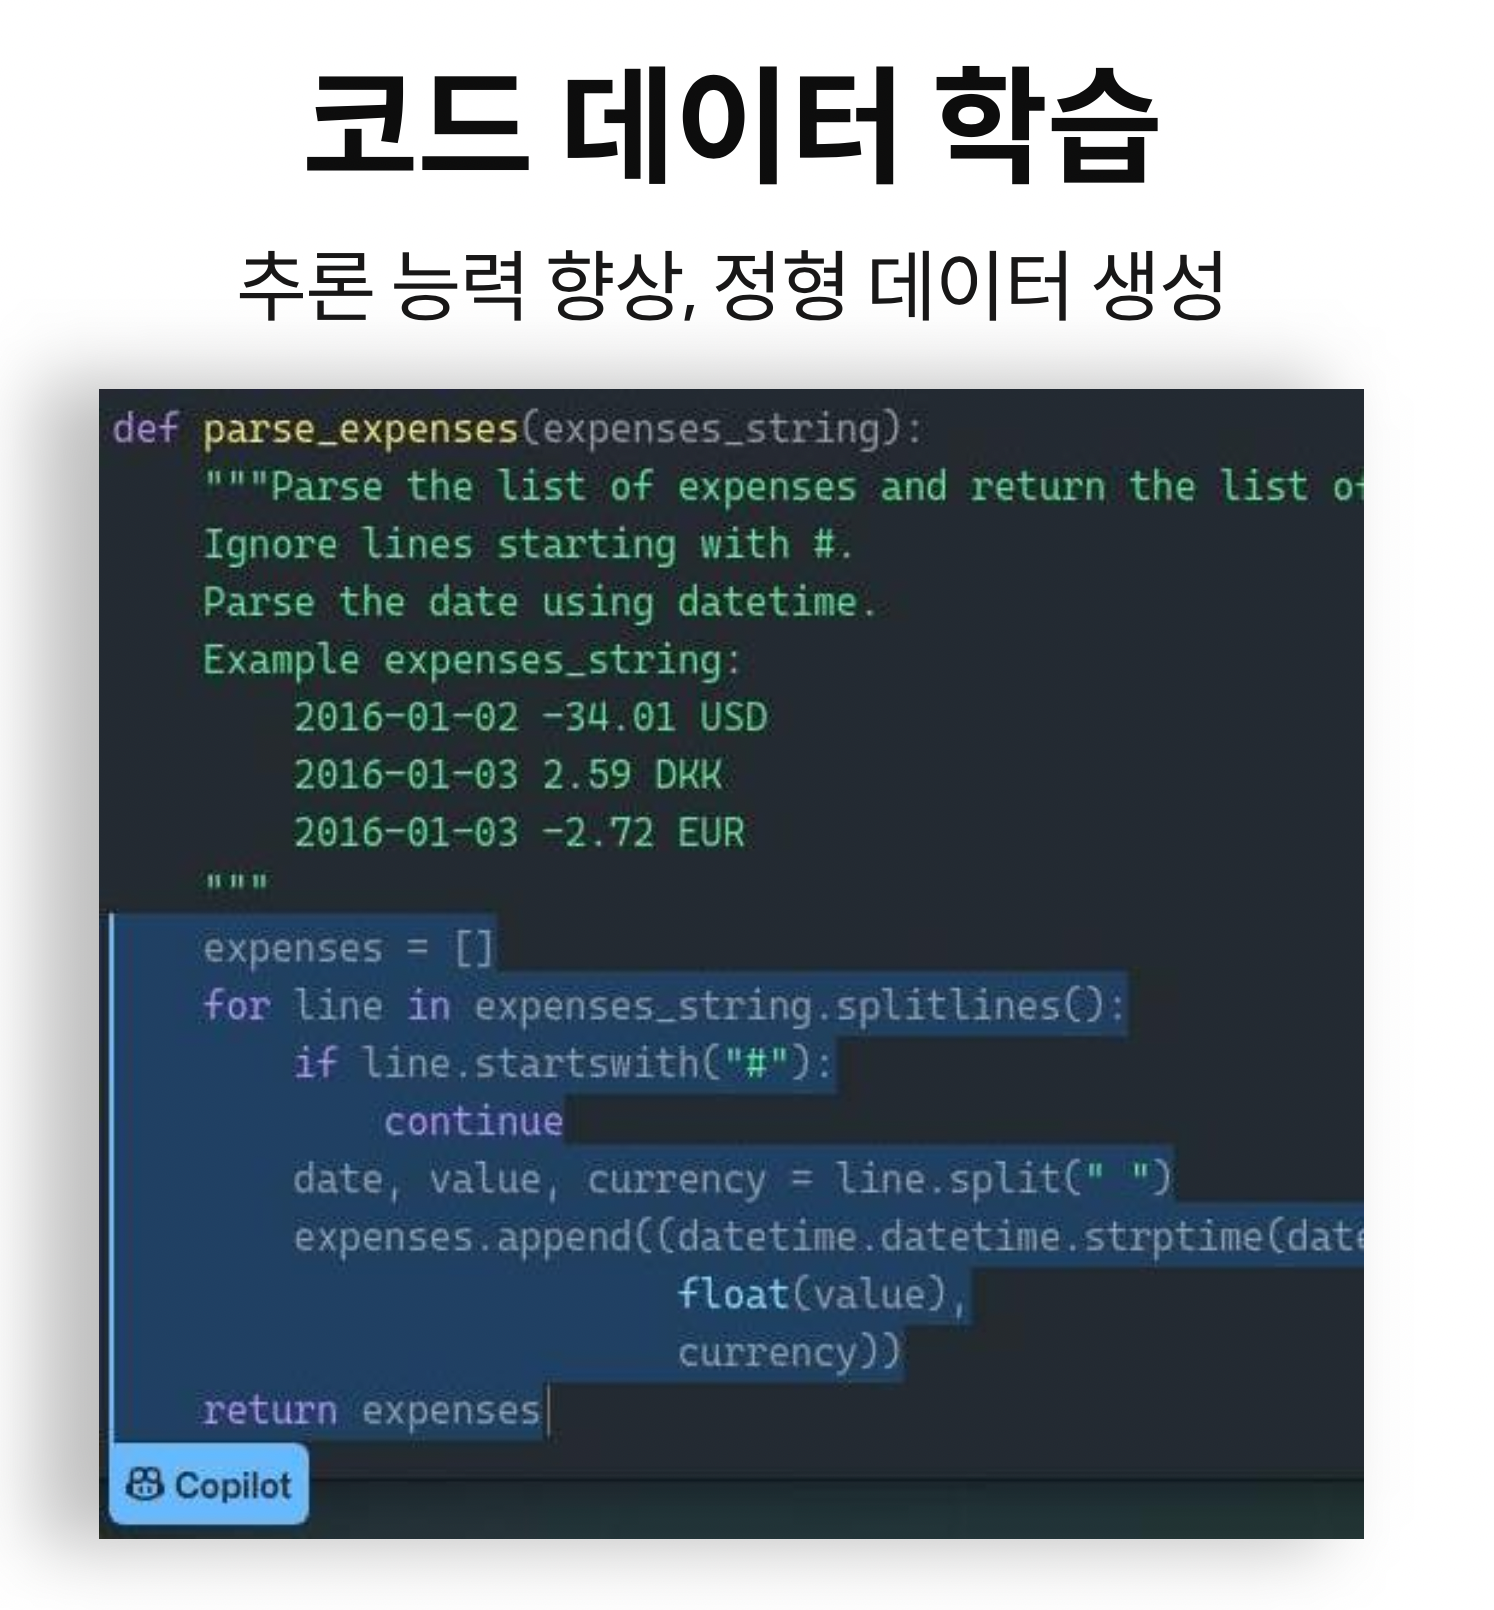 코드 데이터 학습
추론 능력 향상, 정형 데이터 생성
def parse_expenses(expenses_string):
    """Parse the list of expenses and return the list of
    Ignore lines starting with #.
    Parse the date using datetime.
    Example expenses_string:
        2016-01-02 -34.01 USD
        2016-01-03 2.59 DKK
        2016-01-03 -2.72 EUR
    """
    expenses = []
    for line in expenses_string.splitlines():
        if line.startswith("#"):
            continue
        date, value, currency = line.split(" ")
        expenses.append((datetime.datetime.strptime(date
                         float(value),
                         currency))
    return expenses
Copilot